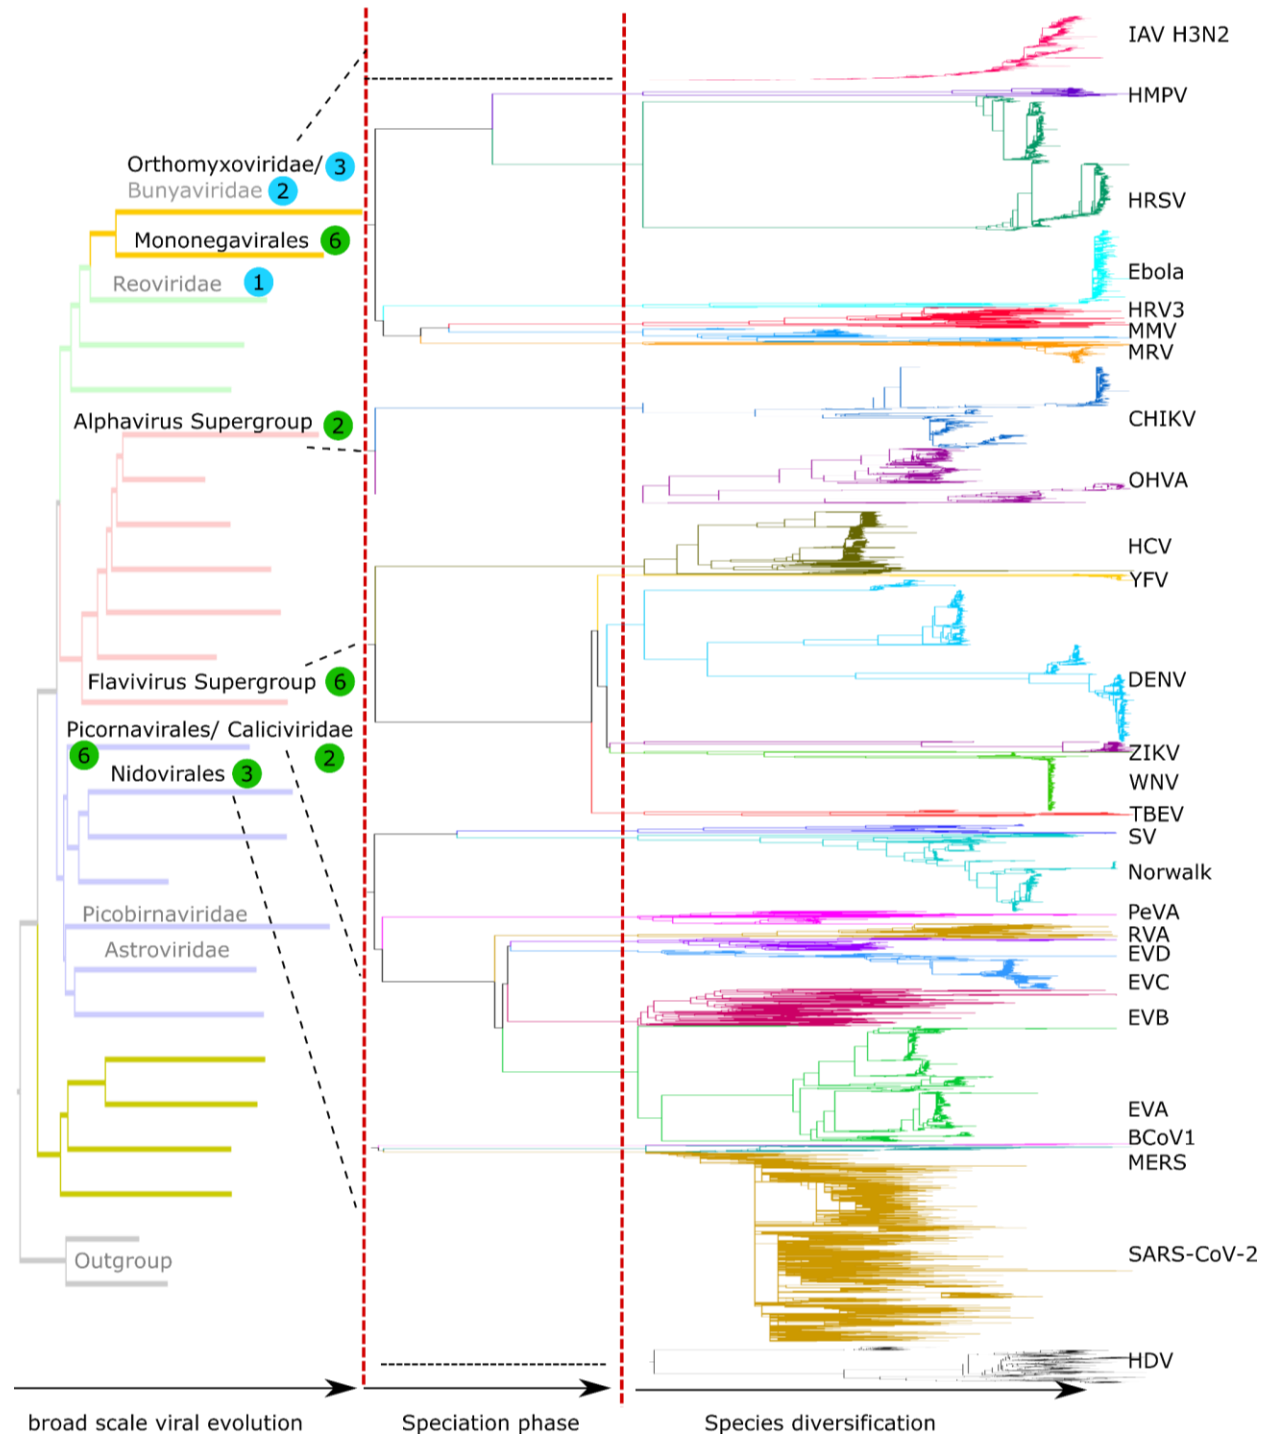 IAV H3N2
HMPV
Orthomyxoviridae/ 3
Bunyaviridae 2
HRSV
Mononegavirales 6
Ebola
Reoviridae 1
HRV3
MMV
MRV
Alphavirus Supergroup 2
CHIKV
OHVA
HCV
YFV
Flavivirus Supergroup 6
DENV
Picornavirales/ Caliciviridae
6
2
ZIKV
Nidovirales 3
WNV
TBEV
SV
Norwalk
Picobirnaviridae
PeVA
RVA
Astroviridae
EVD
EVC
EVB
EVA
BCoV1
MERS
SARS-CoV-2
Outgroup
HDV
broad scale viral evolution
Speciation phase
Species diversification